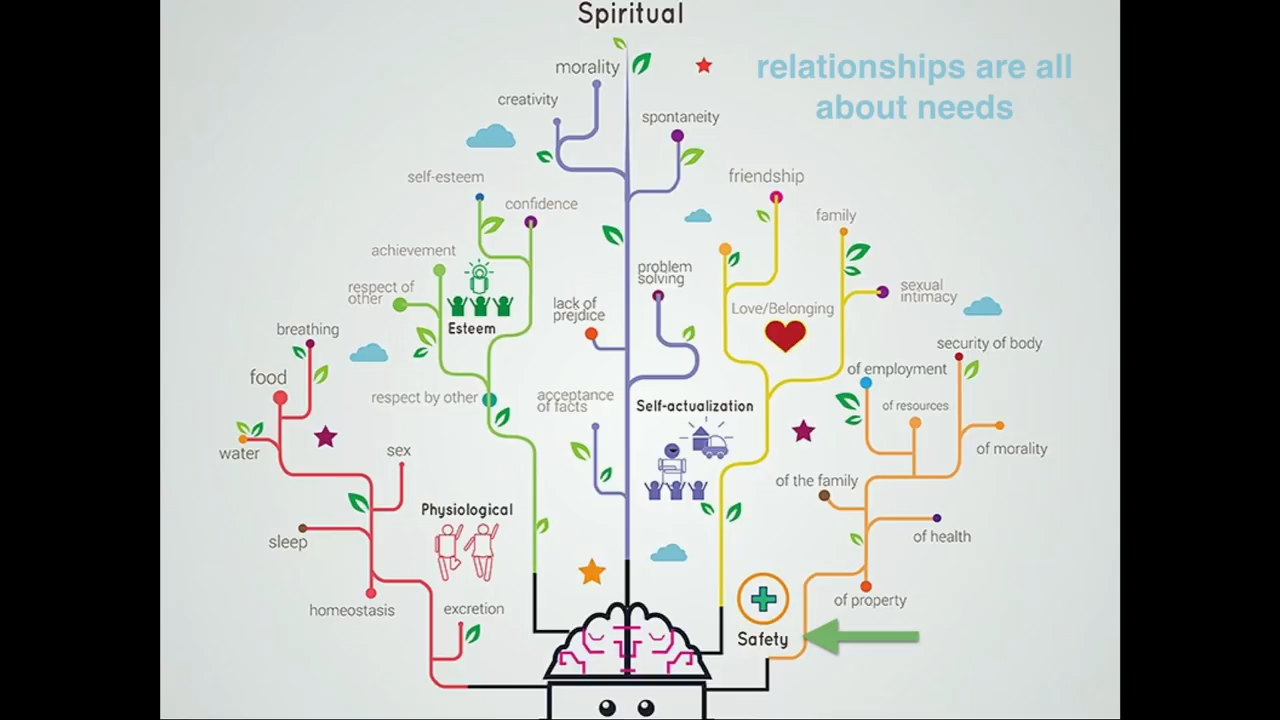 Spiritual
relationships are all
about needs
morality
creativity
spontaneity
self-esteem
friendship
confidence
family
achievement
problem
solving
respect of
other
sexual
intimacy
lack of
prejdice
Love/Belonging
Esteem
breathing
security of body
food
of employment
respect by other
acceptance
of facts
Self-actualization
of resources
water
sex
of morality
of the family
Physiological
sleep
of health
homeostasis
excretion
of property
Safety